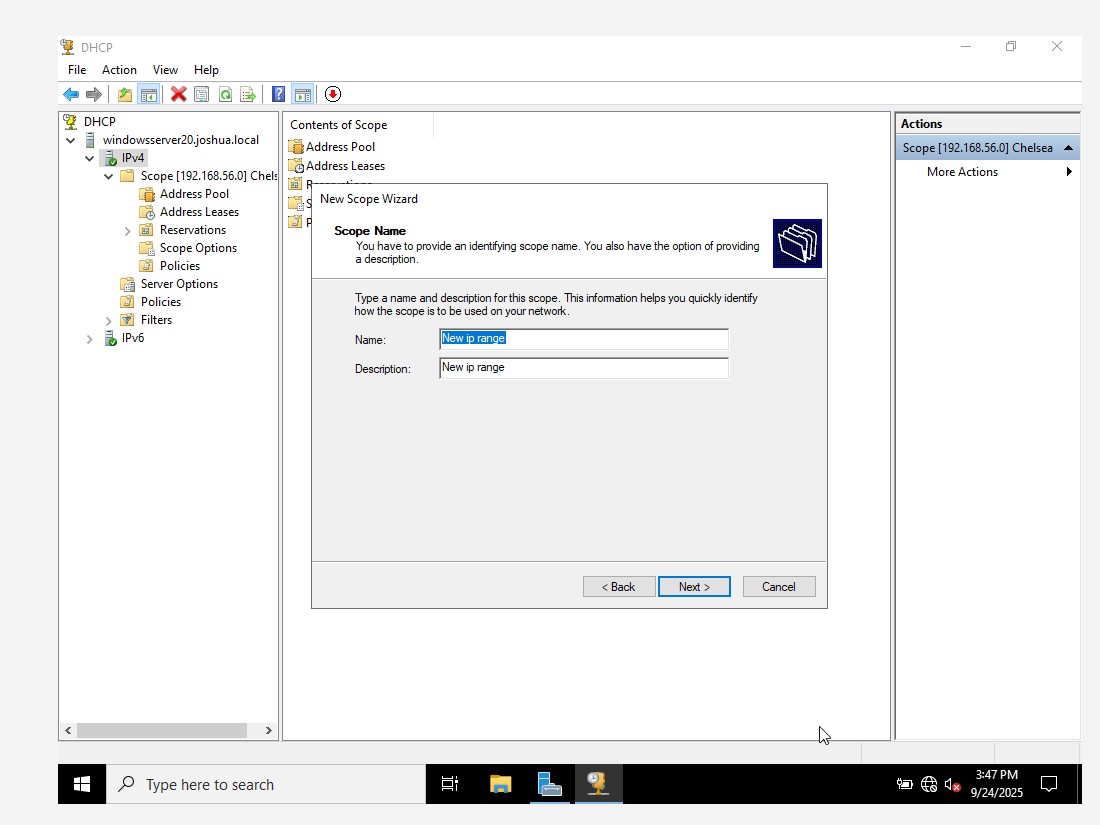 DHCP
File Action View Help
DHCP
windowsserver20.joshua.local
IPv4
Scope [192.168.56.0] Chels
Address Pool
Address Leases
Reservations
Scope Options
Policies
Server Options
Policies
Filters
IPv6
Contents of Scope
Address Pool
Address Leases
New Scope Wizard
Scope Name
You have to provide an identifying scope name. You also have the option of providing
a description.
Type a name and description for this scope. This information helps you quickly identify
how the scope is to be used on your network.
Name: New ip range
Description: New ip range
< Back Next > Cancel
Actions
Scope [192.168.56.0] Chelsea
More Actions
Type here to search
3:47 PM
9/24/2025